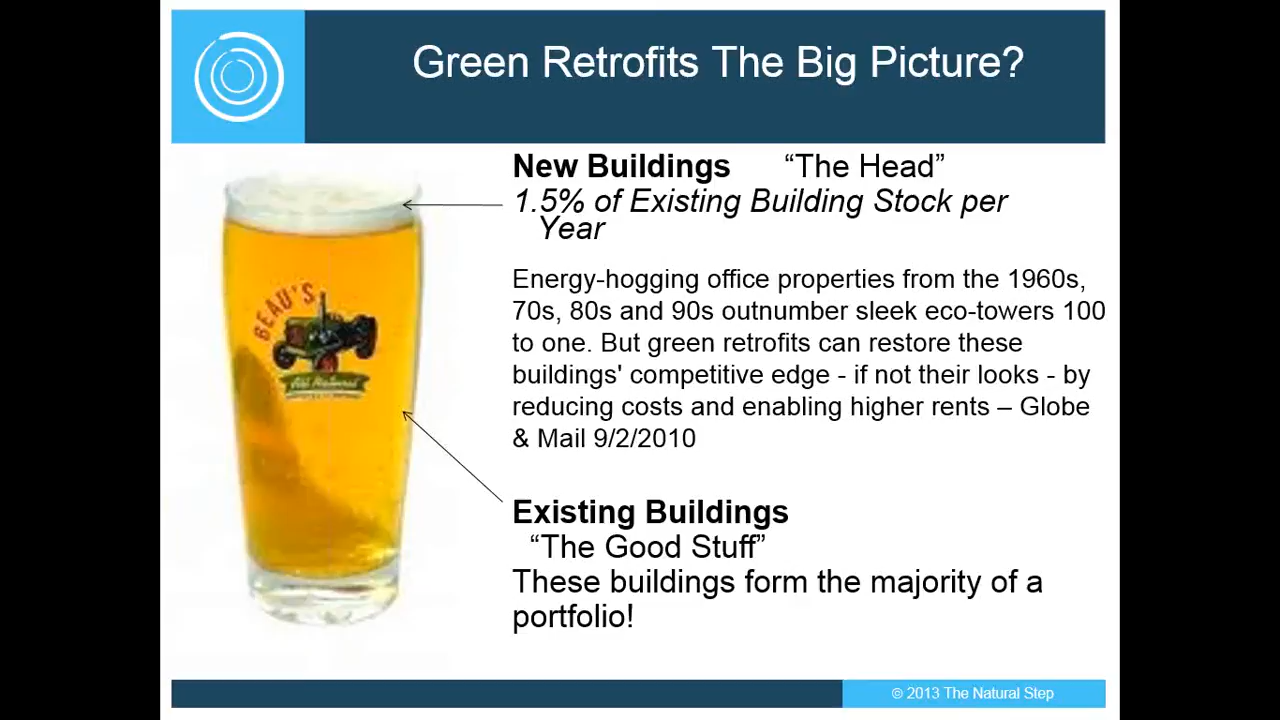 Green Retrofits The Big Picture?
New Buildings “The Head”
1.5% of Existing Building Stock per
Year
Energy-hogging office properties from the 1960s,
70s, 80s and 90s outnumber sleek eco-towers 100
to one. But green retrofits can restore these
buildings' competitive edge - if not their looks - by
reducing costs and enabling higher rents – Globe
& Mail 9/2/2010
BEAU'S
Existing Buildings
“The Good Stuff”
These buildings form the majority of a
portfolio!
© 2013 The Natural Step